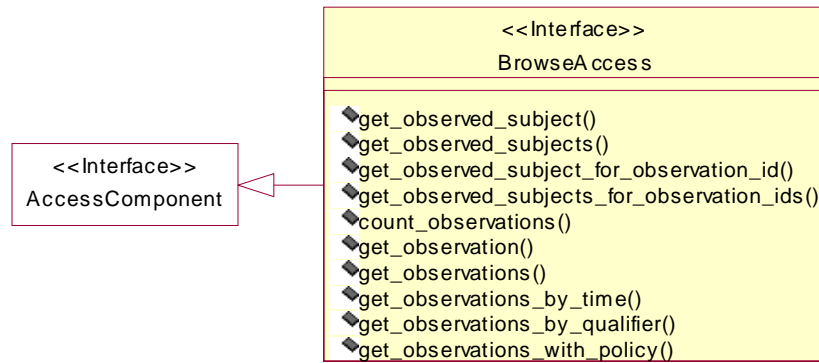 <<Interface>>
BrowseAccess
get_observed_subject()
get_observed_subjects()
get_observed_subject_for_observation_id()
get_observed_subjects_for_observation_ids()
count_observations()
get_observation()
get_observations()
get_observations_by_time()
get_observations_by_qualifier()
get_observations_with_policy()
<<Interface>>
AccessComponent